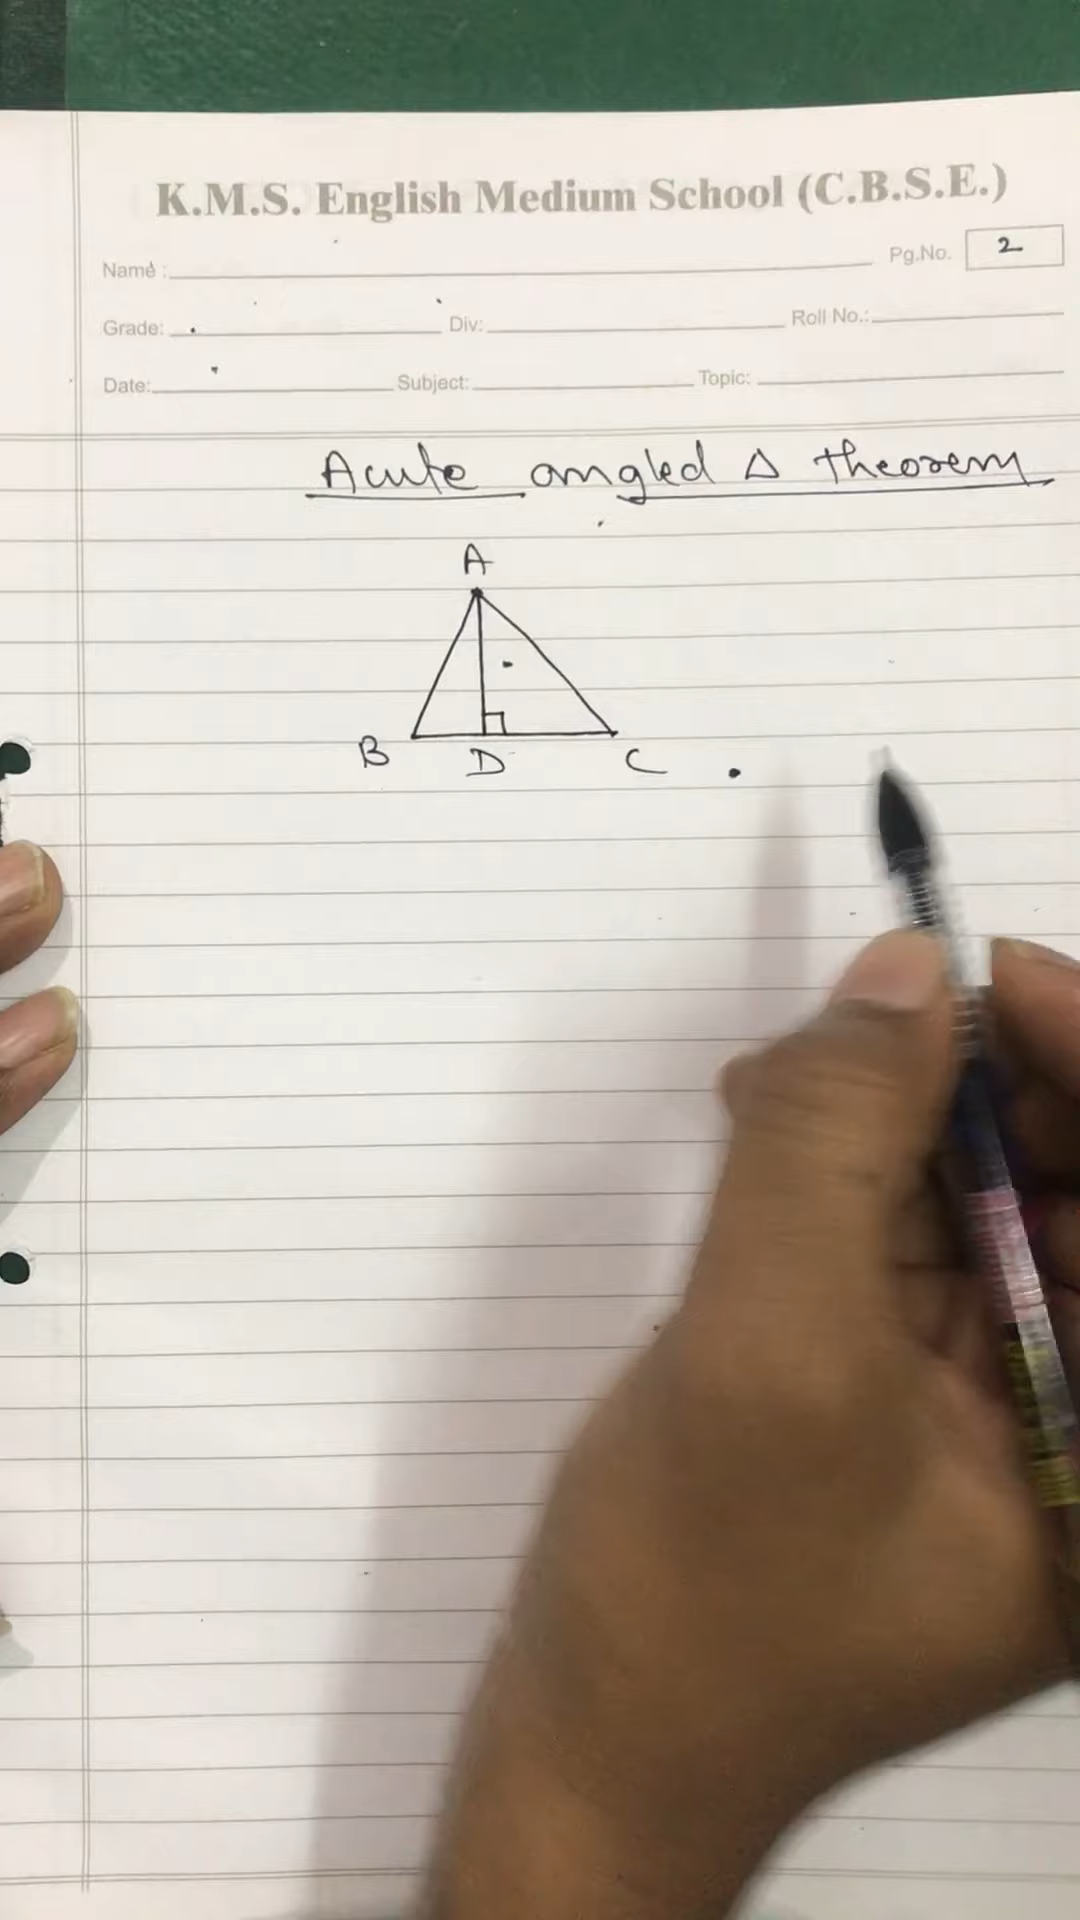 K.M.S. English Medium School (C.B.S.E.)
Name : Pg.No. 2
Grade: Div: Roll No.:
Date: Subject: Topic:
Acute angled Δ theorem
A
B D C